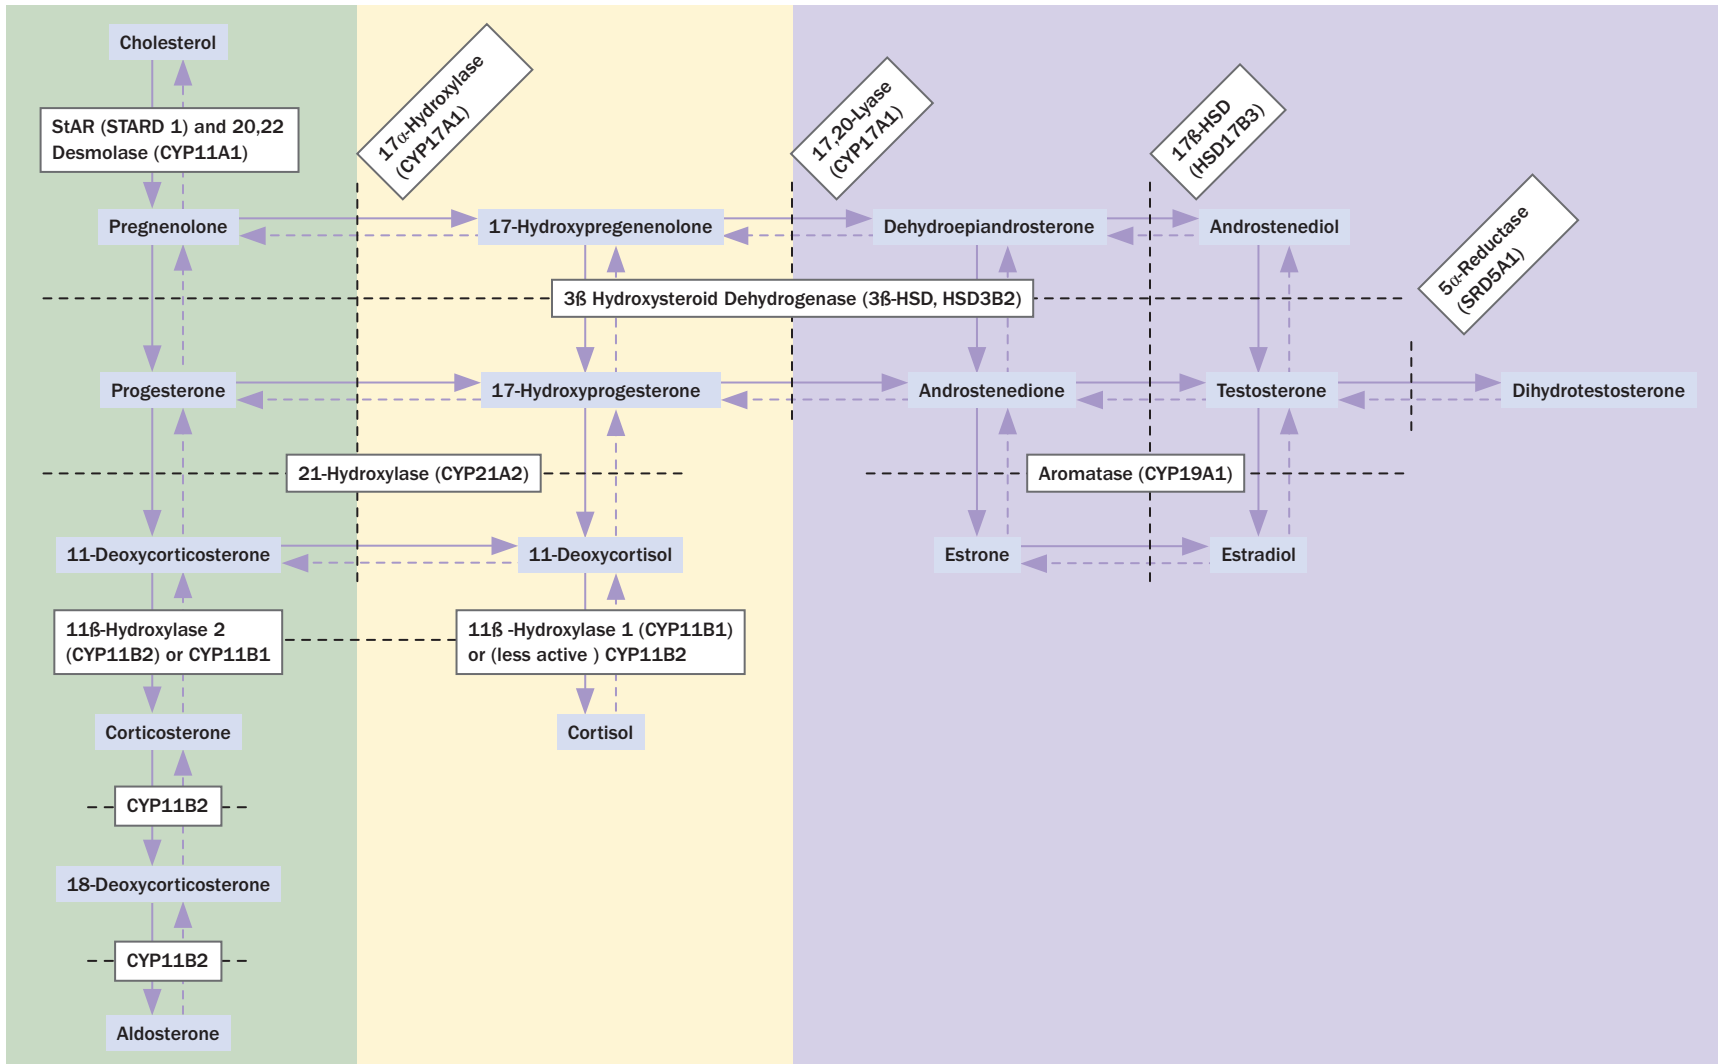 Cholesterol
StAR (STARD 1) and 20,22
Desmolase (CYP11A1)
17α-Hydroxylase
(CYP17A1)
17,20-Lyase
(CYP17A1)
17ß-HSD
(HSD17B3)
5α-Reductase
(SRD5A1)
Pregnenolone
17-Hydroxypregenenolone
Dehydroepiandrosterone
Androstenediol
3ß Hydroxysteroid Dehydrogenase (3ß-HSD, HSD3B2)
Progesterone
17-Hydroxyprogesterone
Androstenedione
Testosterone
Dihydrotestosterone
21-Hydroxylase (CYP21A2)
Aromatase (CYP19A1)
11-Deoxycorticosterone
11-Deoxycortisol
Estrone
Estradiol
11ß-Hydroxylase 2
(CYP11B2) or CYP11B1
11ß -Hydroxylase 1 (CYP11B1)
or (less active ) CYP11B2
Corticosterone
Cortisol
CYP11B2
18-Deoxycorticosterone
CYP11B2
Aldosterone